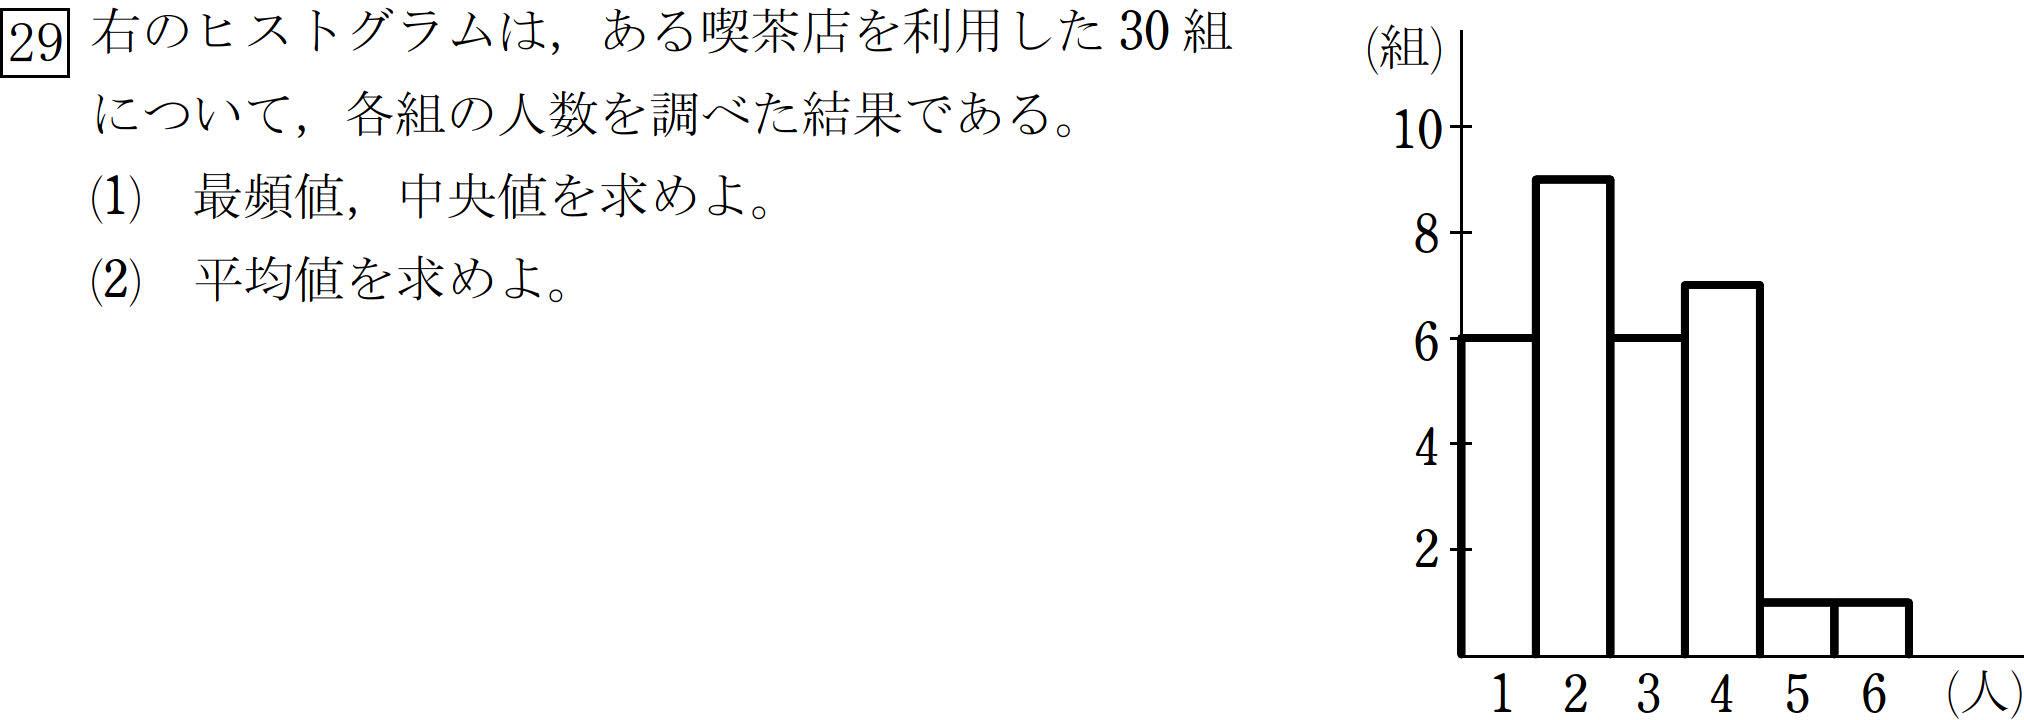 29 右のヒストグラムは，ある喫茶店を利用した 30 組
について，各組の人数を調べた結果である。
(1) 最頻値，中央値を求めよ。
(2) 平均値を求めよ。
(組)
10
8
6
4
2
1 2 3 4 5 6 (人)